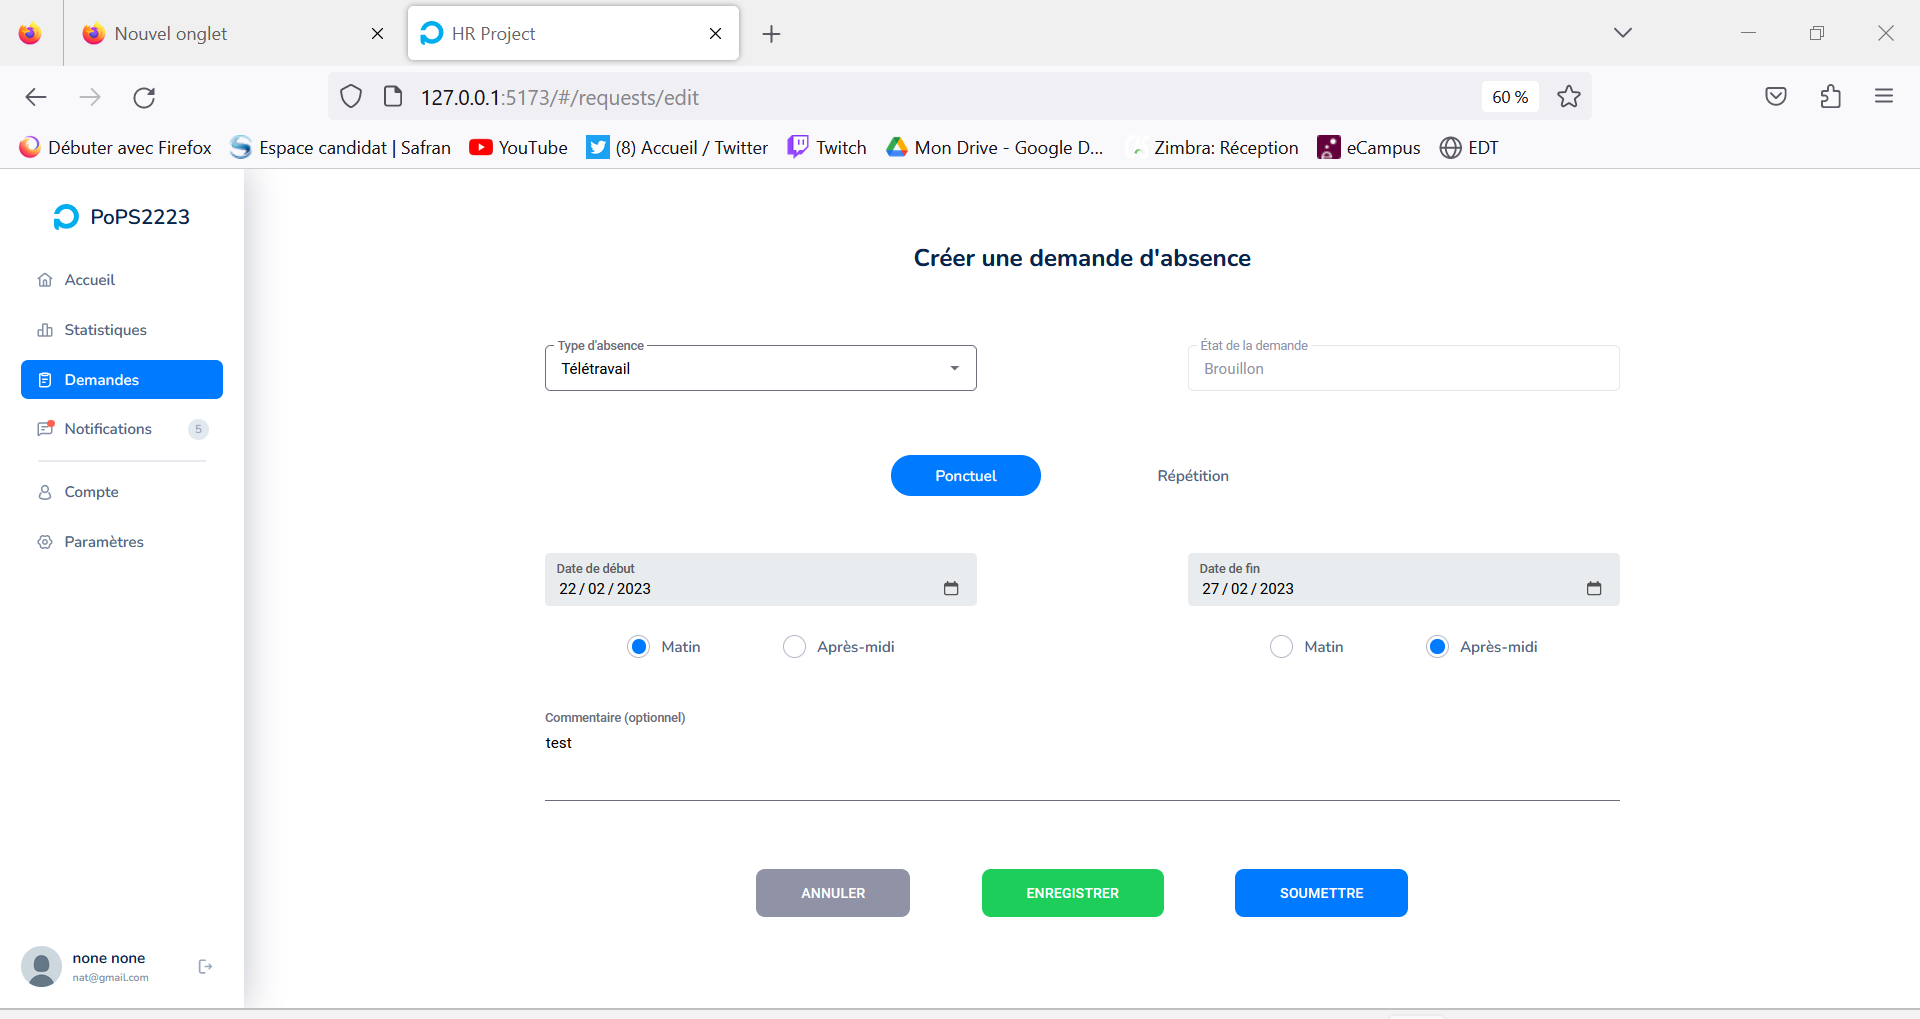 Nouvel onglet
HR Project
127.0.0.1:5173/#/requests/edit
60 %
Débuter avec Firefox
Espace candidat | Safran
YouTube
(8) Accueil / Twitter
Twitch
Mon Drive - Google D...
Zimbra: Réception
eCampus
EDT
PoPS2223
Accueil
Statistiques
Demandes
Notifications
5
Compte
Paramètres
none none
nat@gmail.com
Créer une demande d'absence
Type d'absence
Télétravail
État de la demande
Brouillon
Ponctuel
Répétition
Date de début
22 / 02 / 2023
Date de fin
27 / 02 / 2023
Matin
Après-midi
Matin
Après-midi
Commentaire (optionnel)
test
ANNULER
ENREGISTRER
SOUMETTRE